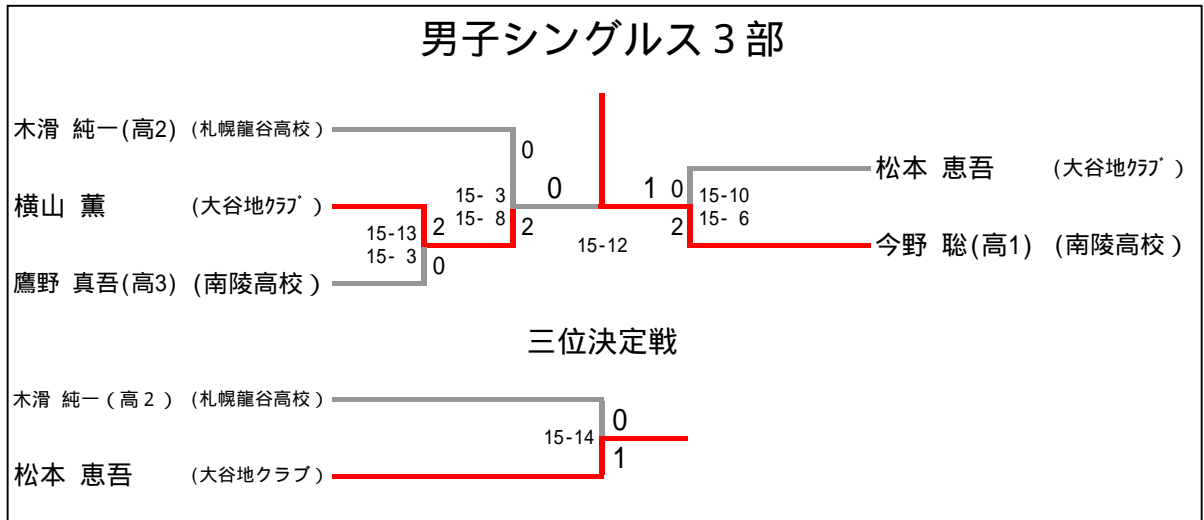 男子シングルス３部
木滑 純一(高2) (札幌龍谷高校)
0
松本 恵吾 (大谷地ｸﾗﾌﾞ)
15- 3 0 1 0 15-10
横山 薫 (大谷地ｸﾗﾌﾞ)
15- 8 2 2 15- 6
15-13 2
15-12
今野 聡(高1) (南陵高校)
15- 3 0
鷹野 真吾(高3) (南陵高校)
三位決定戦
木滑 純一(高２) (札幌龍谷高校)
0
15-14
1
松本 恵吾 (大谷地クラブ)